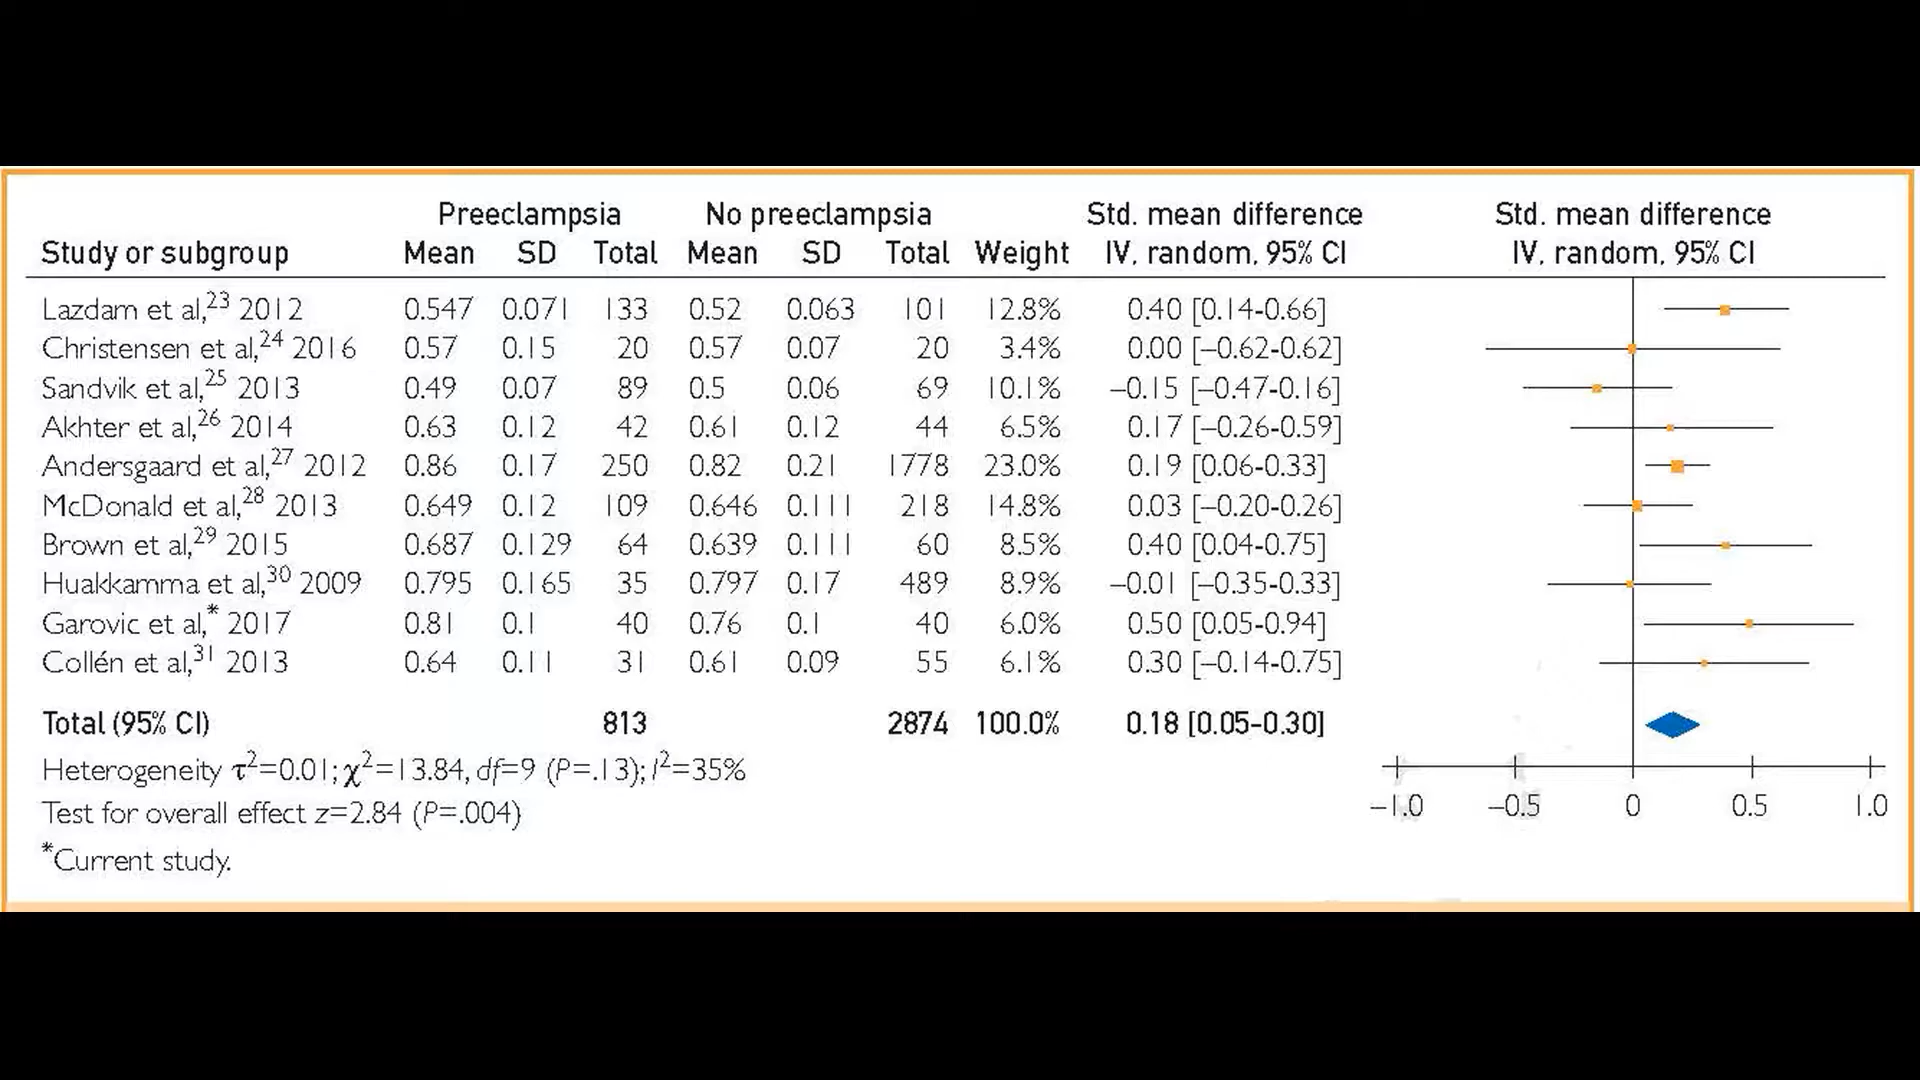 Preeclampsia No preeclampsia Std. mean difference Std. mean difference
Study or subgroup Mean SD Total Mean SD Total Weight IV, random, 95% CI IV, random, 95% CI
Lazdam et al,23 2012 0.547 0.071 133 0.52 0.063 101 12.8% 0.40 [0.14-0.66]
Christensen et al,24 2016 0.57 0.15 20 0.57 0.07 20 3.4% 0.00 [–0.62-0.62]
Sandvik et al,25 2013 0.49 0.07 89 0.5 0.06 69 10.1% –0.15 [–0.47-0.16]
Akhter et al,26 2014 0.63 0.12 42 0.61 0.12 44 6.5% 0.17 [–0.26-0.59]
Andersgaard et al,27 2012 0.86 0.17 250 0.82 0.21 1778 23.0% 0.19 [0.06-0.33]
McDonald et al,28 2013 0.649 0.12 109 0.646 0.111 218 14.8% 0.03 [–0.20-0.26]
Brown et al,29 2015 0.687 0.129 64 0.639 0.111 60 8.5% 0.40 [0.04-0.75]
Huakkamma et al,30 2009 0.795 0.165 35 0.797 0.17 489 8.9% –0.01 [–0.35-0.33]
Garovic et al,* 2017 0.81 0.1 40 0.76 0.1 40 6.0% 0.50 [0.05-0.94]
Collén et al,31 2013 0.64 0.11 31 0.61 0.09 55 6.1% 0.30 [–0.14-0.75]
Total (95% CI) 813 2874 100.0% 0.18 [0.05-0.30]
Heterogeneity τ2=0.01; χ2=13.84, df=9 (P=.13); I2=35%
Test for overall effect z=2.84 (P=.004)
–1.0 –0.5 0 0.5 1.0
*Current study.